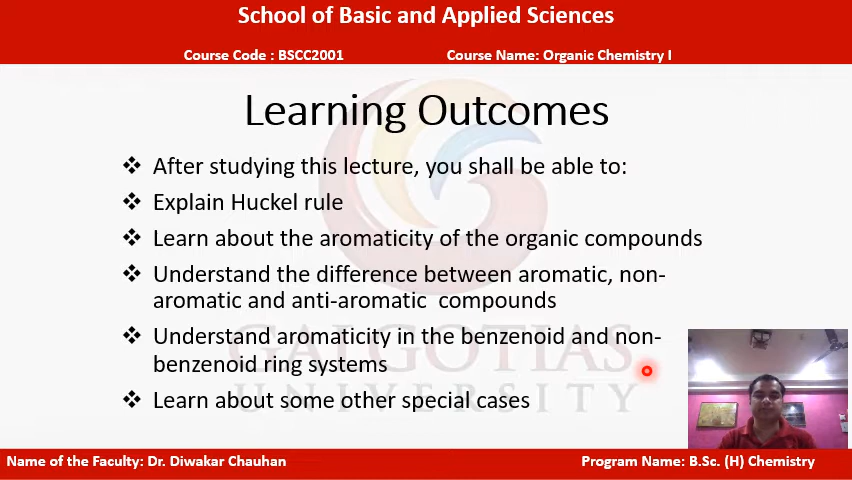 School of Basic and Applied Sciences
Course Code : BSCC2001 Course Name: Organic Chemistry I
Learning Outcomes
❖ After studying this lecture, you shall be able to:
❖ Explain Huckel rule
❖ Learn about the aromaticity of the organic compounds
❖ Understand the difference between aromatic, non-
aromatic and anti-aromatic compounds
❖ Understand aromaticity in the benzenoid and non-
benzenoid ring systems
❖ Learn about some other special cases
GALGOTIAS
UNIVERSITY
Name of the Faculty: Dr. Diwakar Chauhan Program Name: B.Sc. (H) Chemistry